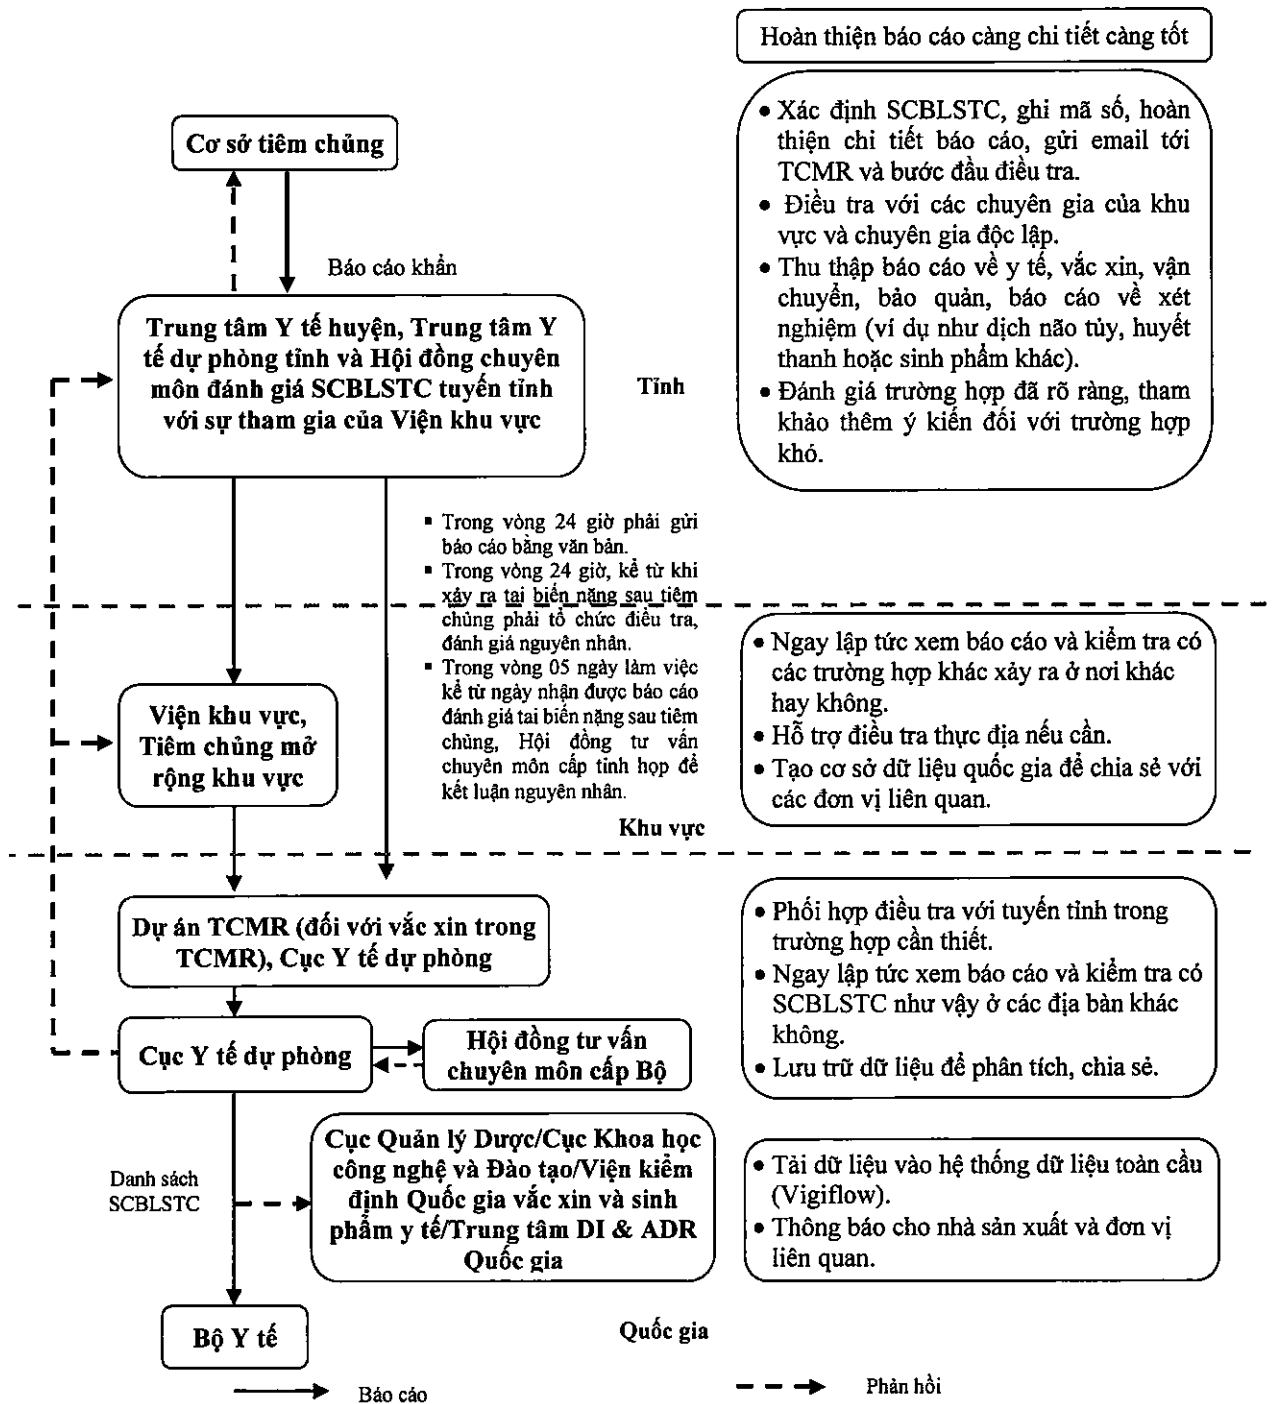 Hoàn thiện báo cáo càng chi tiết càng tốt
Cơ sở tiêm chủng
• Xác định SCBLSTC, ghi mã số, hoàn
thiện chi tiết báo cáo, gửi email tới
TCMR và bước đầu điều tra.
• Điều tra với các chuyên gia của khu
vực và chuyên gia độc lập.
• Thu thập báo cáo về y tế, vắc xin, vận
chuyển, bảo quản, báo cáo về xét
nghiệm (ví dụ như dịch não tủy, huyết
thanh hoặc sinh phẩm khác).
• Đánh giá trường hợp đã rõ ràng, tham
khảo thêm ý kiến đối với trường hợp
khó.
Báo cáo khẩn
Trung tâm Y tế huyện, Trung tâm Y
tế dự phòng tỉnh và Hội đồng chuyên
môn đánh giá SCBLSTC tuyến tỉnh
với sự tham gia của Viện khu vực
Tỉnh
▪ Trong vòng 24 giờ phải gửi
báo cáo bằng văn bản.
▪ Trong vòng 24 giờ, kể từ khi
xảy ra tai biến nặng sau tiêm
chủng phải tổ chức điều tra,
đánh giá nguyên nhân.
▪ Trong vòng 05 ngày làm việc
kể từ ngày nhận được báo cáo
đánh giá tai biến nặng sau tiêm
chủng, Hội đồng tư vấn
chuyên môn cấp tỉnh họp để
kết luận nguyên nhân.
Viện khu vực,
Tiêm chủng mở
rộng khu vực
• Ngay lập tức xem báo cáo và kiểm tra có
các trường hợp khác xảy ra ở nơi khác
hay không.
• Hỗ trợ điều tra thực địa nếu cần.
• Tạo cơ sở dữ liệu quốc gia để chia sẻ với
các đơn vị liên quan.
Khu vực
Dự án TCMR (đối với vắc xin trong
TCMR), Cục Y tế dự phòng
• Phối hợp điều tra với tuyến tỉnh trong
trường hợp cần thiết.
• Ngay lập tức xem báo cáo và kiểm tra có
SCBLSTC như vậy ở các địa bàn khác
không.
• Lưu trữ dữ liệu để phân tích, chia sẻ.
Cục Y tế dự phòng
Hội đồng tư vấn
chuyên môn cấp Bộ
Danh sách
SCBLSTC
Cục Quản lý Dược/Cục Khoa học
công nghệ và Đào tạo/Viện kiểm
định Quốc gia vắc xin và sinh
phẩm y tế/Trung tâm DI & ADR
Quốc gia
• Tải dữ liệu vào hệ thống dữ liệu toàn cầu
(Vigiflow).
• Thông báo cho nhà sản xuất và đơn vị
liên quan.
Bộ Y tế
Quốc gia
Báo cáo
Phản hồi